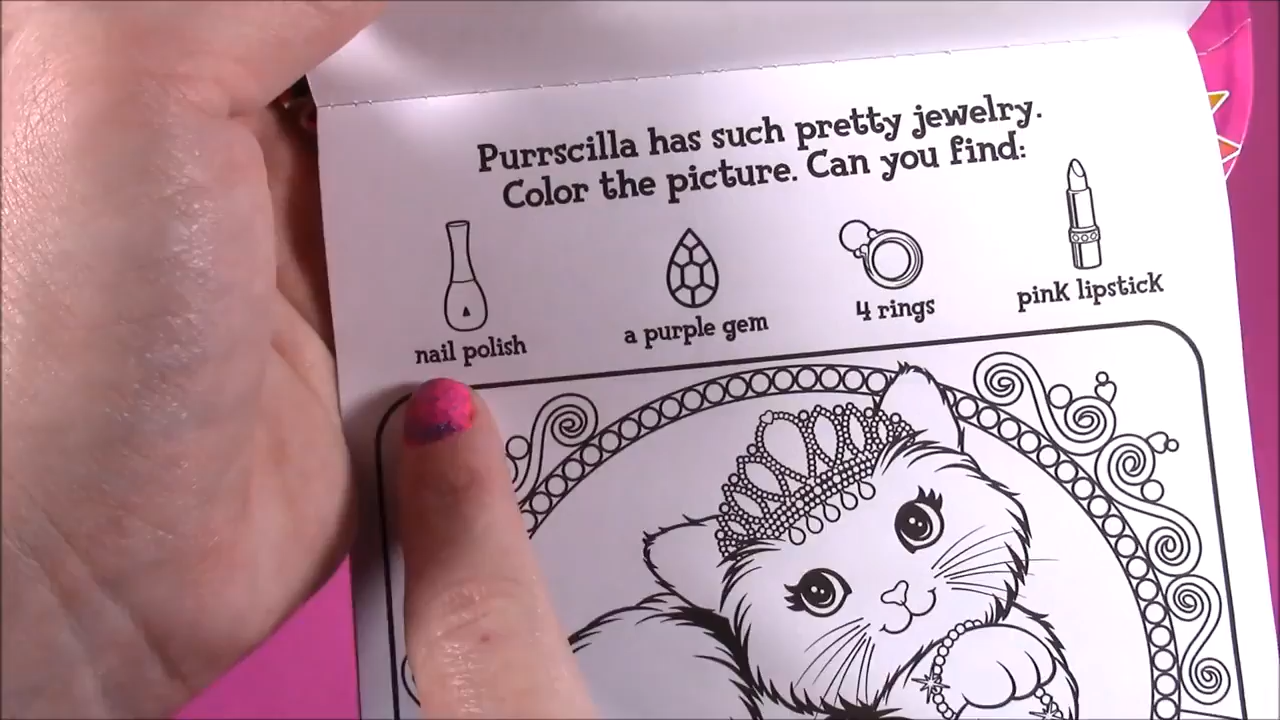 Purrscilla has such pretty jewelry.
Color the picture. Can you find:
nail polish
a purple gem
4 rings
pink lipstick